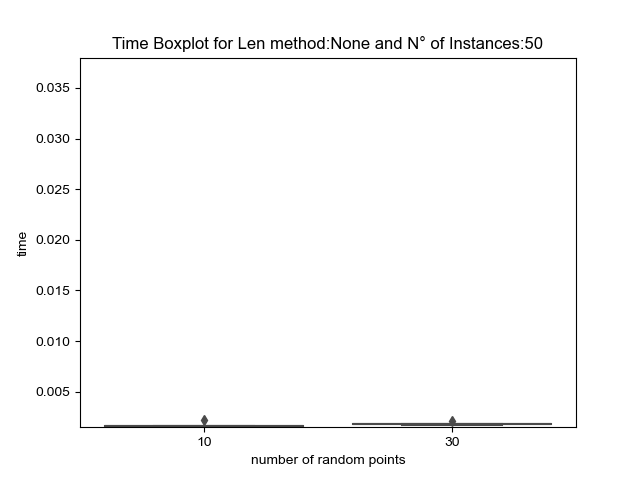 Time Boxplot for Len method:None and N° of Instances:50
0.035
0.030
0.025
0.020
0.015
0.010
0.005
time
10 30
number of random points